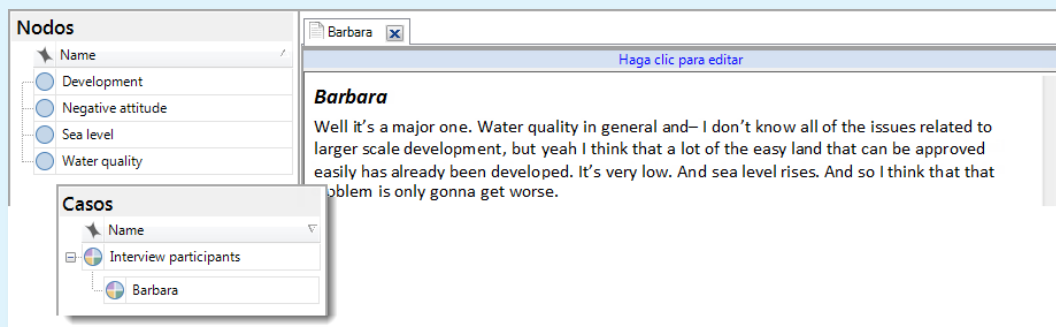 Nodos
Name
Development
Negative attitude
Sea level
Water quality
Casos
Name
Interview participants
Barbara
Barbara
Haga clic para editar
Barbara
Well it's a major one. Water quality in general and– I don't know all of the issues related to
larger scale development, but yeah I think that a lot of the easy land that can be approved
easily has already been developed. It's very low. And sea level rises. And so I think that that
is only gonna get worse.